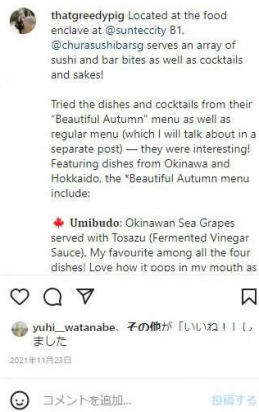 thatgreedypig Located at the food
enclave at @sunteccity B1,
@churasushibarsg serves an array of
sushi and bar bites as well as cocktails
and sakes!
Tried the dishes and cocktails from their
"Beautiful Autumn" menu as well as
regular menu (which I will talk about in a
separate post) — they were interesting!
Featuring dishes from Okinawa and
Hokkaido, the *Beautiful Autumn menu
include:
🍁 Umibudo: Okinawan Sea Grapes
served with Tosazu (Fermented Vinegar
Sauce). My favourite among all the four
dishes! Love how it pops in my mouth as
yuhi__watanabe、その他が「いいね！」し
ました
2021年11月23日
コメントを追加...
投稿する